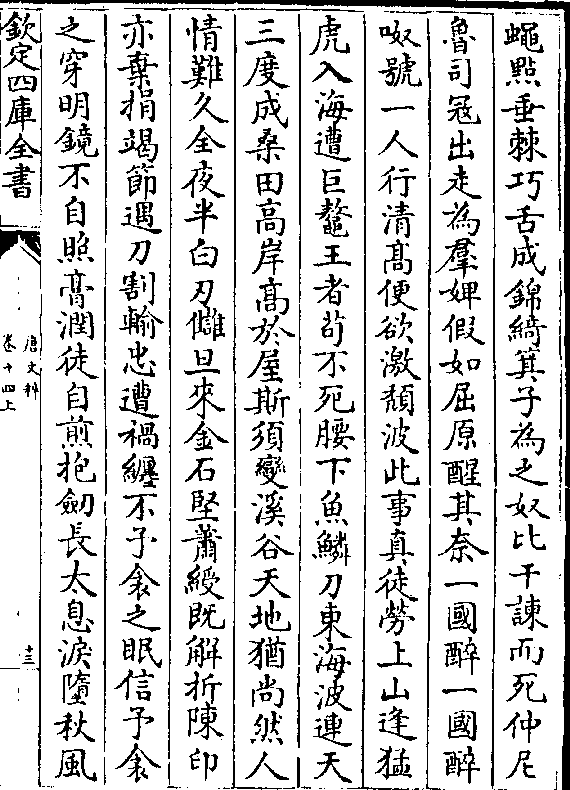 蠅㸃垂棘巧舌成錦綺箕子為之奴比干諫而死仲尼
魯司冦出走為羣婢假如屈原醒其奈一國醉一國醉
呶號一人行清髙便欲激頽波此事真徒勞上山逢猛
虎入海遭巨鼇王者茍不死腰下魚鱗刀東海波連天
三度成桑田高岸髙於屋斯須變溪谷天地猶尚然人
情難久全夜半白刃讎旦來金石堅蕭綬既解折陳印
亦棄捐竭節遇刀割輸忠遭禍纒不予衾之眠信予衾
之穿明鏡不自照膏潤徒自煎抱劒長太息淚墮秋風
欽定四庫全書
唐文粹
卷十四上
十三